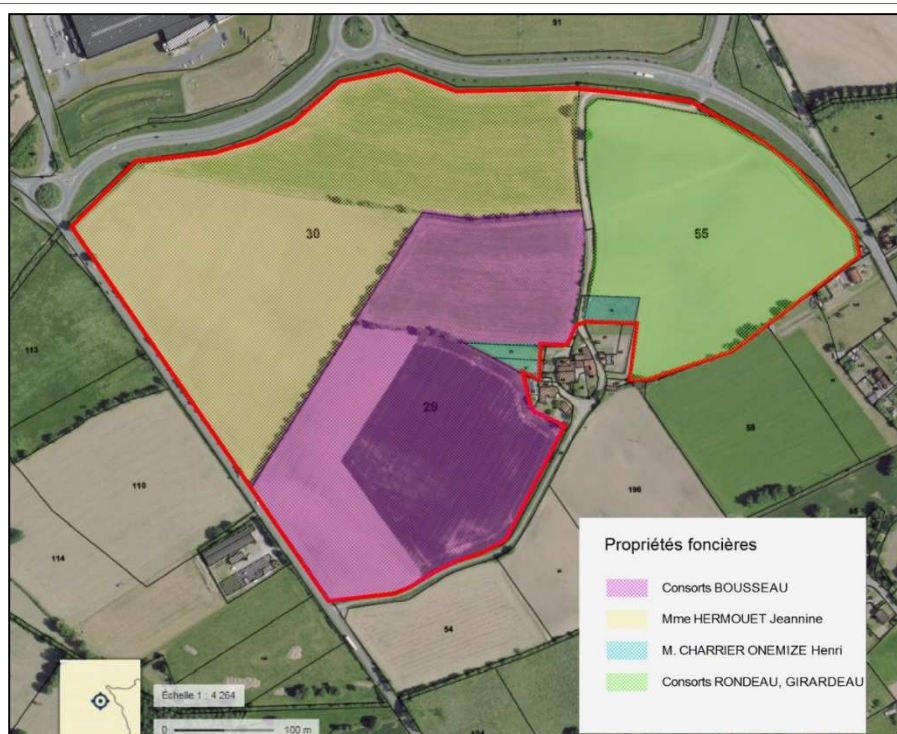 91
30
55
113
29
110
58
196
114
54
Propriétés foncières
Consorts BOUSSEAU
Mme HERMOUET Jeannine
M. CHARRIER ONEMIZE Henri
Consorts RONDEAU, GIRARDEAU
Échelle 1 : 4 264
0 100 m